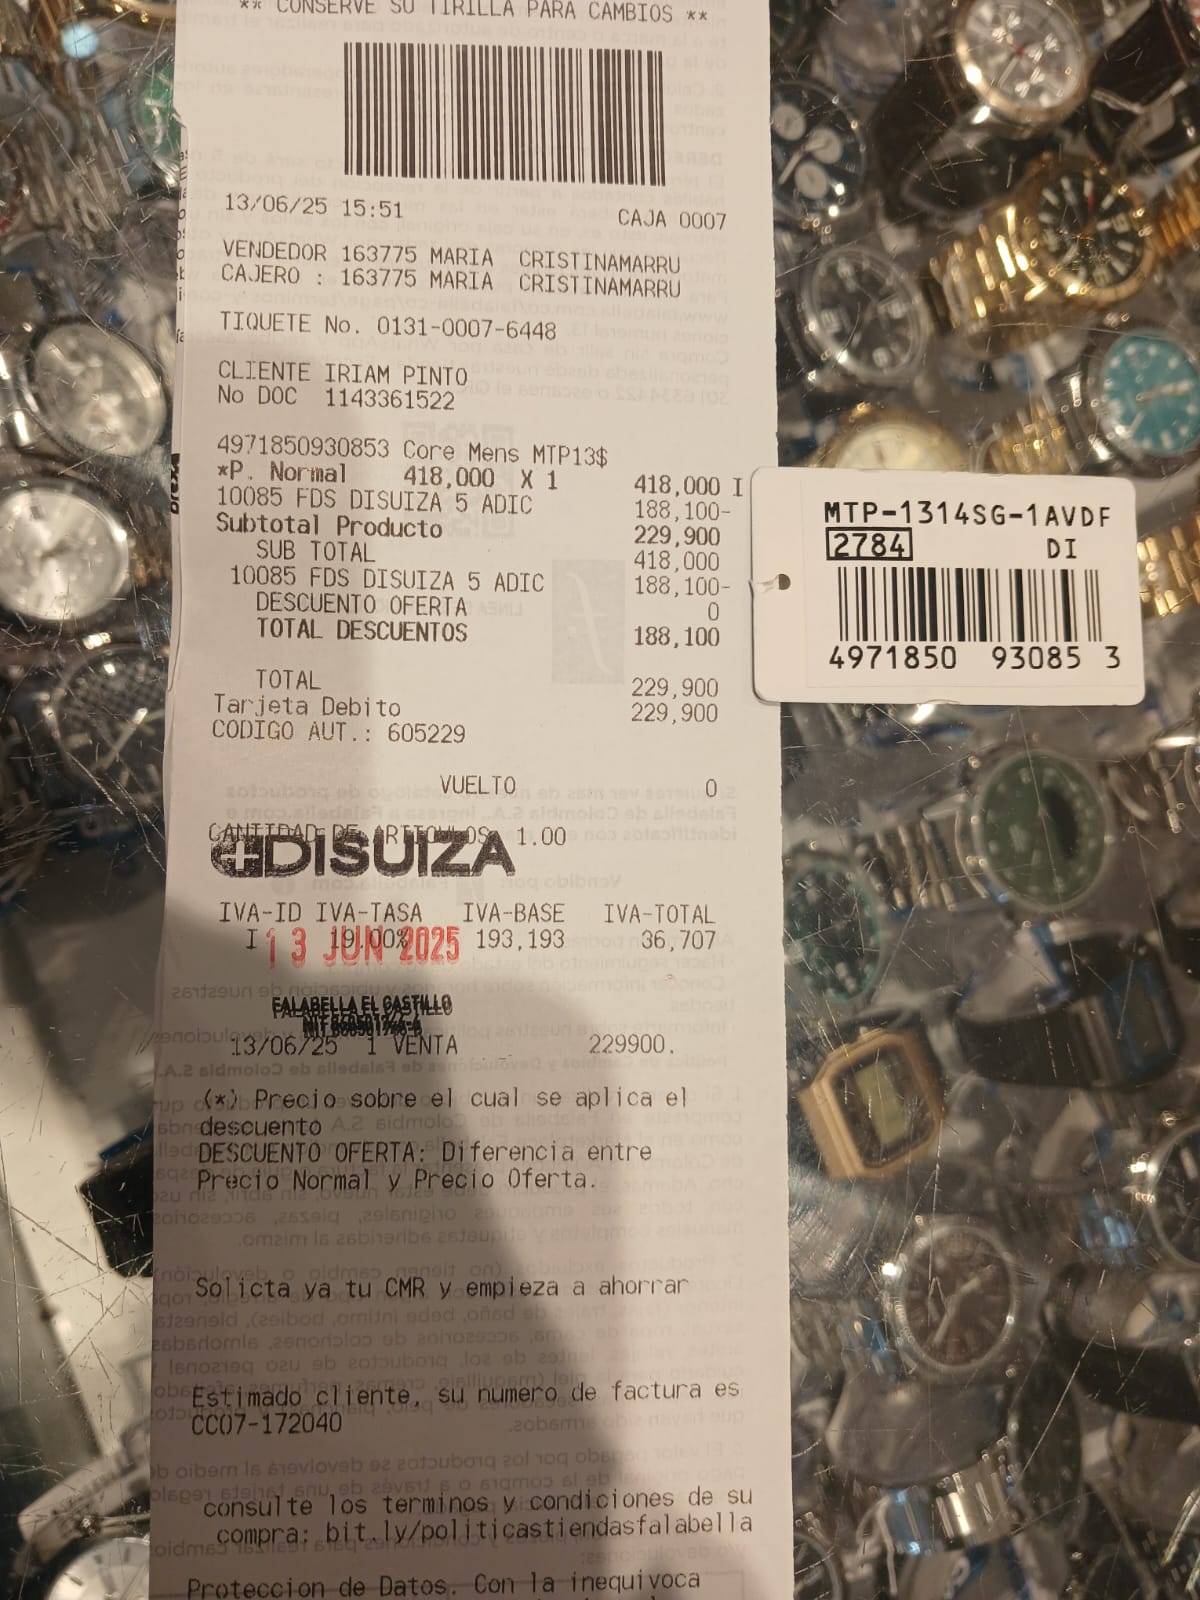 ** CONSERVE SU TIRILLA PARA CAMBIOS **
13/06/25 15:51 CAJA 0007
VENDEDOR 163775 MARIA CRISTINAMARRU
CAJERO : 163775 MARIA CRISTINAMARRU
TIQUETE No. 0131-0007-6448
CLIENTE IRIAM PINTO
No DOC 1143361522
4971850930853 Core Mens MTP13$
*P. Normal 418,000 X 1 418,000 I
10085 FDS DISUIZA 5 ADIC 188,100-
Subtotal Producto 229,900
SUB TOTAL 418,000
10085 FDS DISUIZA 5 ADIC 188,100-
DESCUENTO OFERTA 0
TOTAL DESCUENTOS 188,100
TOTAL 229,900
Tarjeta Debito 229,900
CODIGO AUT.: 605229
VUELTO 0
CANTIDAD DE ARTICULOS 1.00
DISUIZA
IVA-ID IVA-TASA IVA-BASE IVA-TOTAL
I 19.00% 193,193 36,707
13 JUN 2025
FALABELLA EL CASTILLO
NIT
13/06/25 1 VENTA 229900.
(*) Precio sobre el cual se aplica el
descuento
DESCUENTO OFERTA: Diferencia entre
Precio Normal y Precio Oferta.
Solicta ya tu CMR y empieza a ahorrar
Estimado cliente, su numero de factura es
CC07-172040
consulte los terminos y condiciones de su
compra: bit.ly/politicastiendasfalabella
Proteccion de Datos. Con la inequivoca
MTP-1314SG-1AVDF
2784 DI
4971850 93085 3